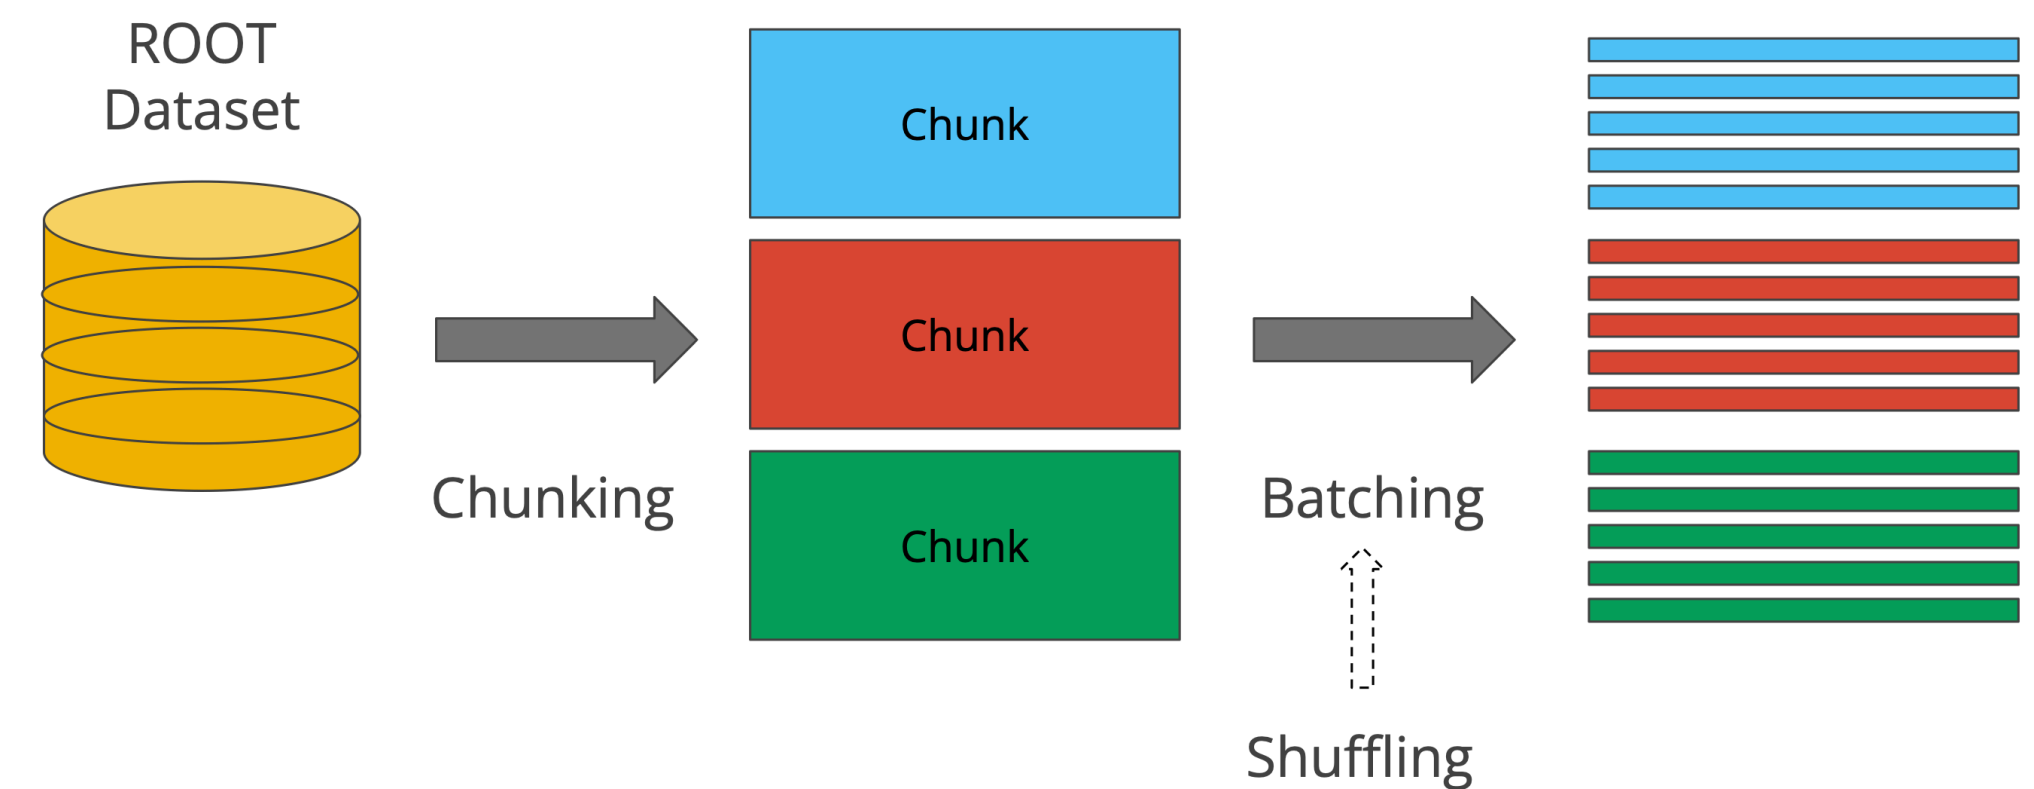 ROOT
Dataset
Chunking
Chunk
Chunk
Chunk
Batching
Shuffling